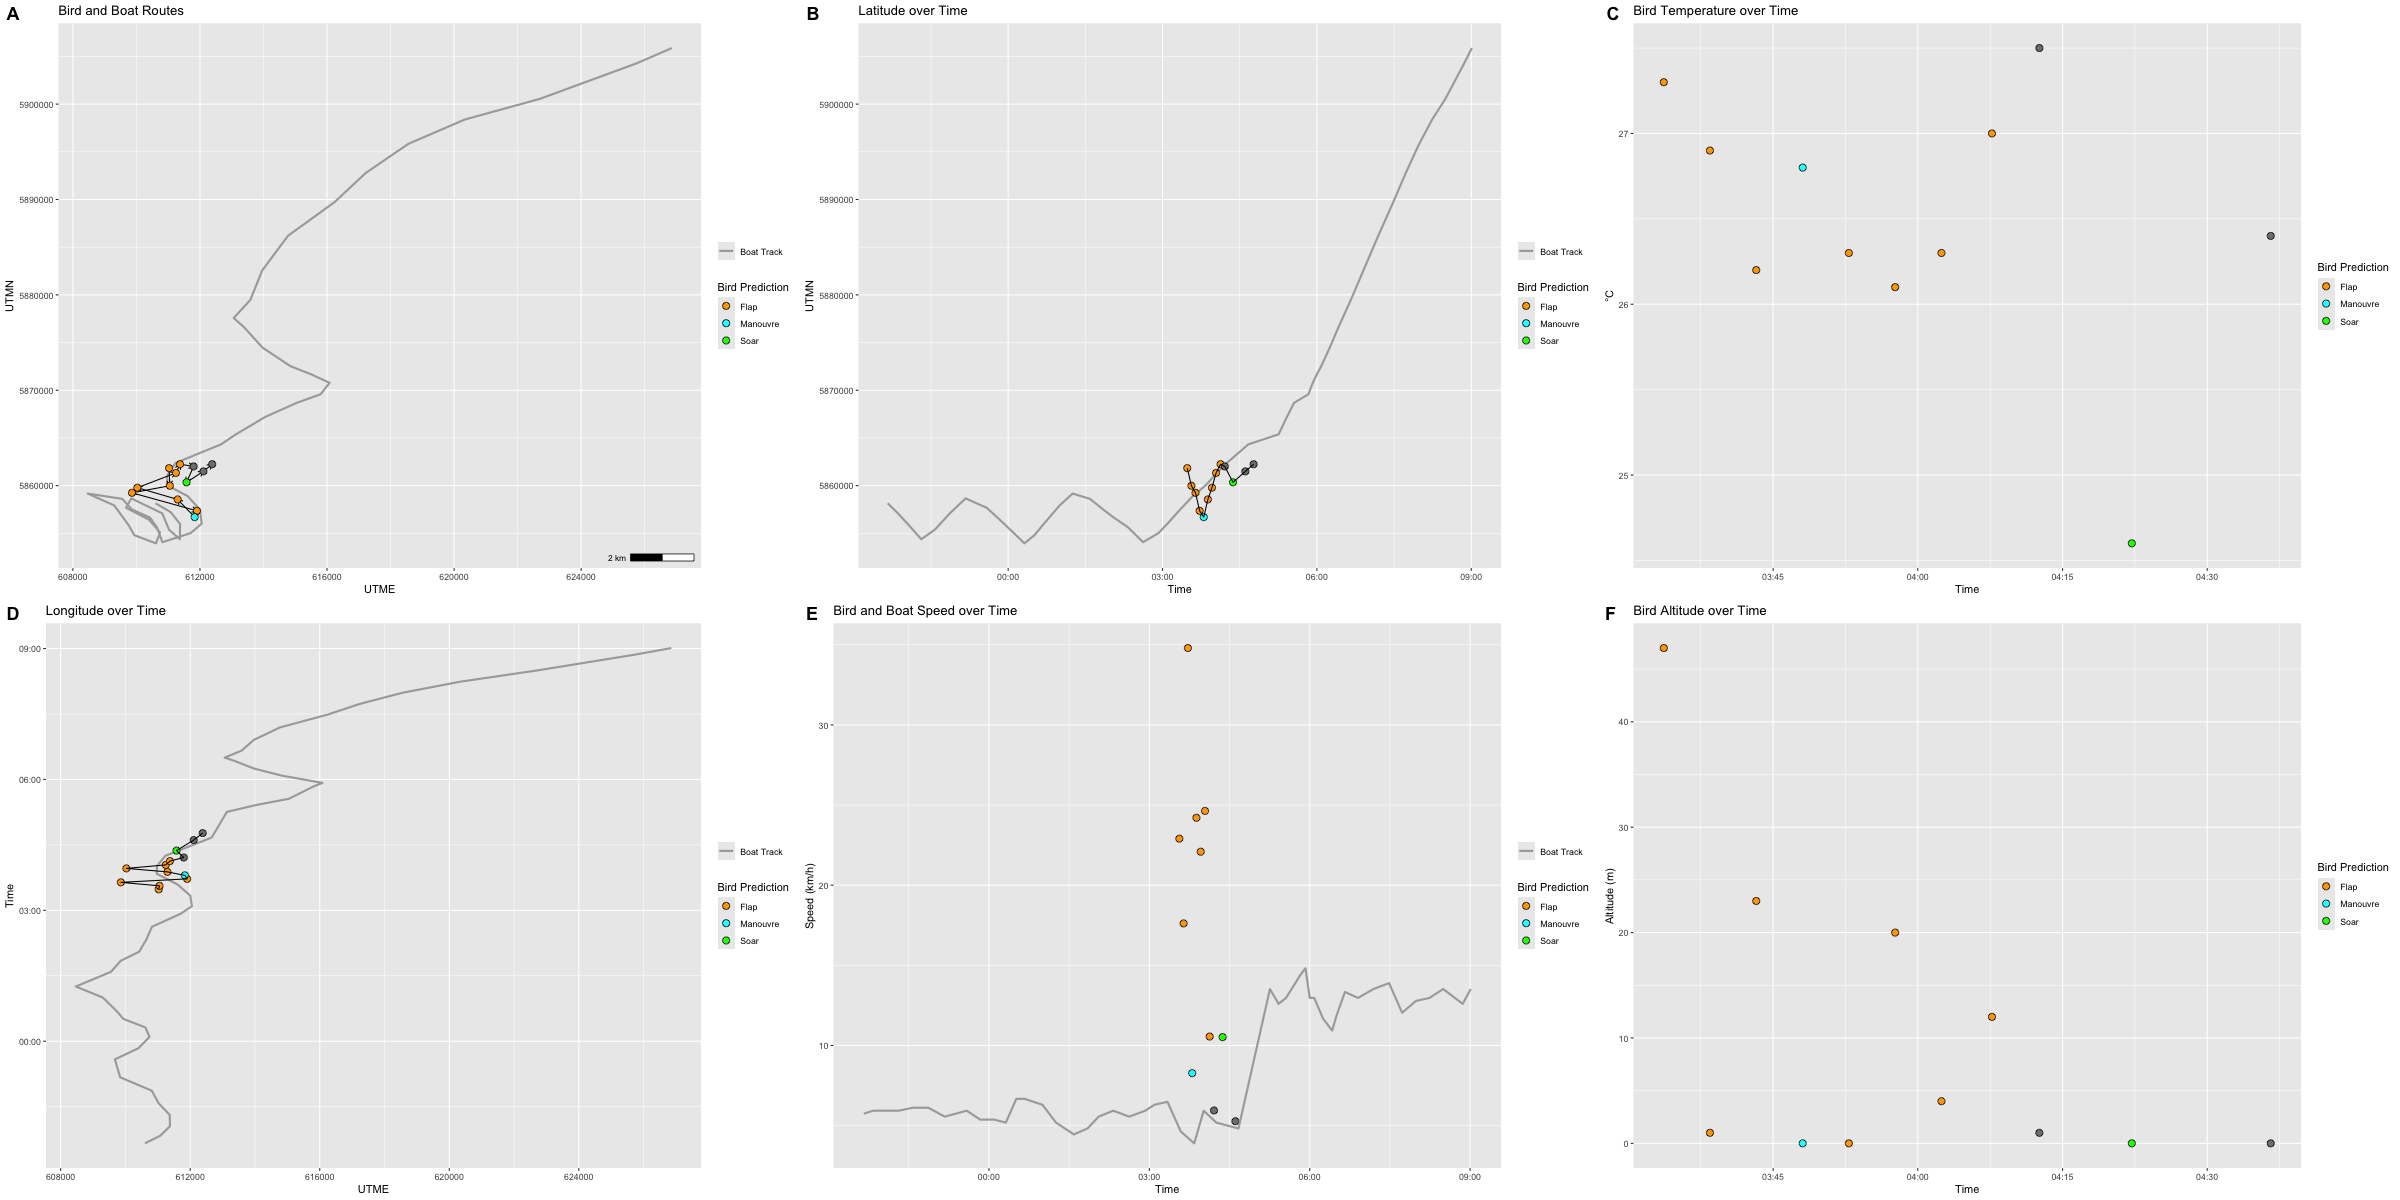 A Bird and Boat Routes
UTMN
5900000
5890000
5880000
5870000
5860000
2 km
608000 612000 616000 620000 624000
UTME
Boat Track
Bird Prediction
Flap
Manouvre
Soar
B Latitude over Time
UTMN
5900000
5890000
5880000
5870000
5860000
00:00 03:00 06:00 09:00
Time
Boat Track
Bird Prediction
Flap
Manouvre
Soar
C Bird Temperature over Time
°C
27
26
25
03:45 04:00 04:15 04:30
Time
Bird Prediction
Flap
Manouvre
Soar
D Longitude over Time
Time
09:00
06:00
03:00
00:00
608000 612000 616000 620000 624000
UTME
Boat Track
Bird Prediction
Flap
Manouvre
Soar
E Bird and Boat Speed over Time
Speed (km/h)
30
20
10
00:00 03:00 06:00 09:00
Time
Boat Track
Bird Prediction
Flap
Manouvre
Soar
F Bird Altitude over Time
Altitude (m)
40
30
20
10
0
03:45 04:00 04:15 04:30
Time
Bird Prediction
Flap
Manouvre
Soar